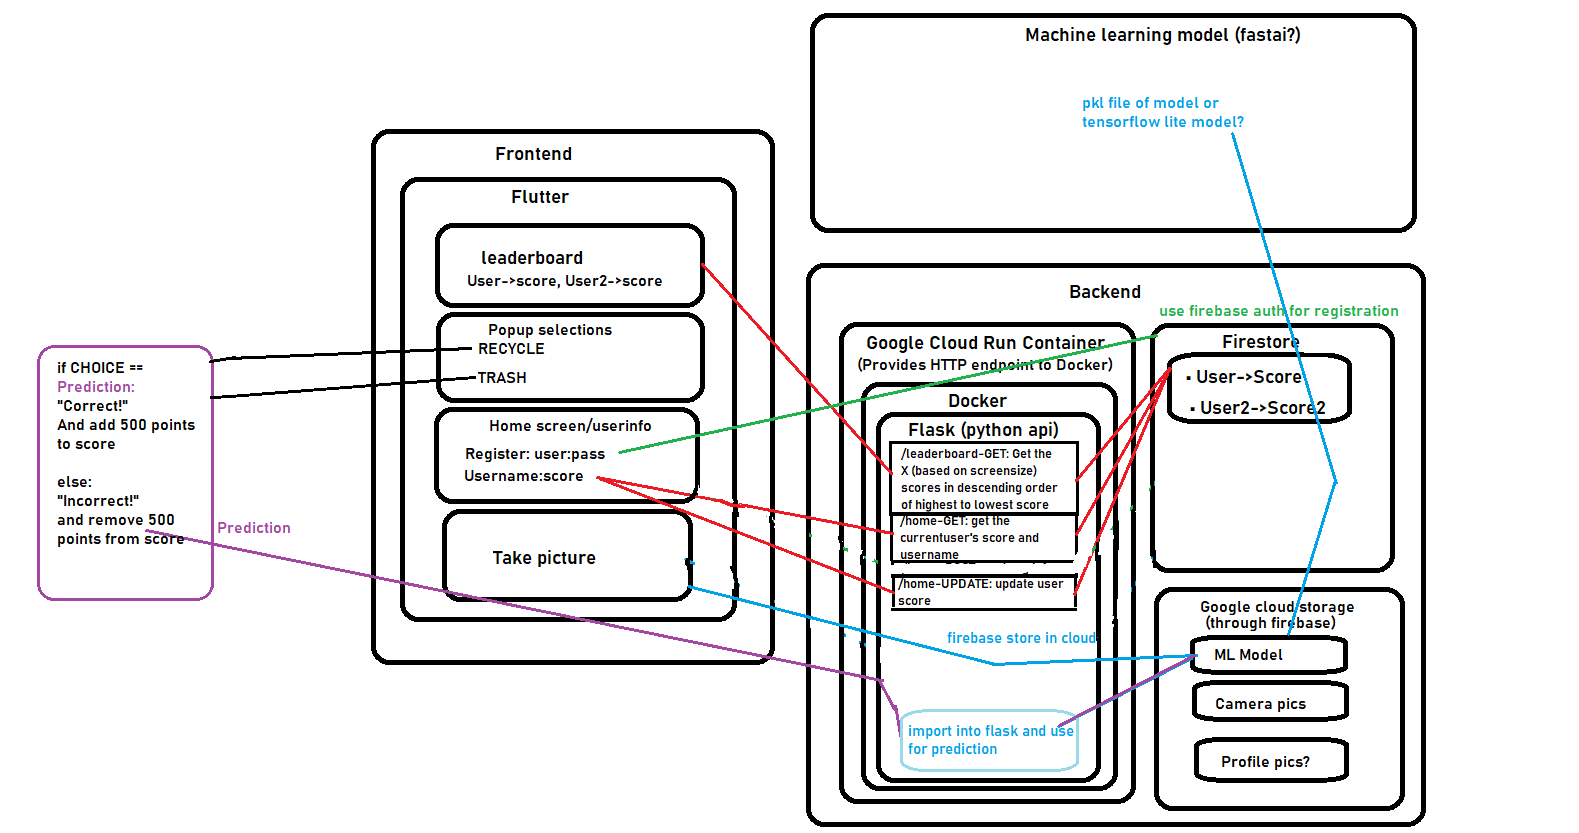 Machine learning model (fastai?)
pkl file of model or
tensorflow lite model?
Frontend
Flutter
leaderboard
User->score, User2->score
Popup selections
RECYCLE
TRASH
Home screen/userinfo
Register: user:pass
Username:score
Take picture
if CHOICE ==
Prediction:
"Correct!"
And add 500 points
to score
else:
"Incorrect!"
and remove 500
points from score
Prediction
Backend
use firebase auth for registration
Google Cloud Run Container
(Provides HTTP endpoint to Docker)
Docker
Flask (python api)
/leaderboard-GET: Get the
X (based on screensize)
scores in descending order
of highest to lowest score
/home-GET: get the
currentuser's score and
username
/home-UPDATE: update user
score
firebase store in cloud
import into flask and use
for prediction
Firestore
▪ User->Score
▪ User2->Score2
Google cloud storage
(through firebase)
ML Model
Camera pics
Profile pics?